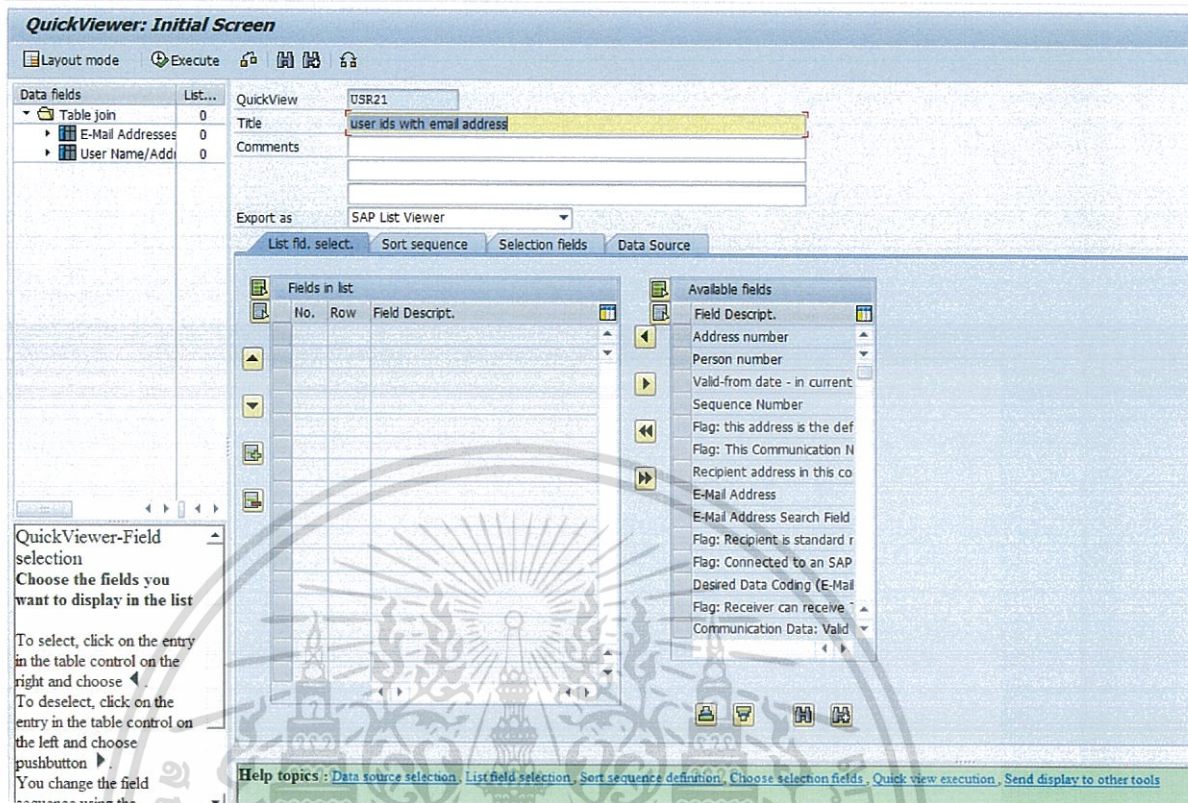 QuickViewer: Initial Screen
Layout mode Execute
Data fields List...
Table join 0
E-Mail Addresses 0
User Name/Addr 0
QuickView USR21
Title user ids with email address
Comments
Export as SAP List Viewer
List fld. select. Sort sequence Selection fields Data Source
Fields in list
No. Row Field Descript.
Available fields
Field Descript.
Address number
Person number
Valid-from date - in current
Sequence Number
Flag: this address is the def
Flag: This Communication N
Recipient address in this co
E-Mail Address
E-Mail Address Search Field
Flag: Recipient is standard r
Flag: Connected to an SAP
Desired Data Coding (E-Mail
Flag: Receiver can receive
Communication Data: Valid
QuickViewer-Field
selection
Choose the fields you
want to display in the list
To select, click on the entry
in the table control on the
right and choose
To deselect, click on the
entry in the table control on
the left and choose
pushbutton
You change the field
sequence using the
Help topics : Data source selection , List field selection , Sort sequence definition , Choose selection fields , Quick view execution , Send display to other tools